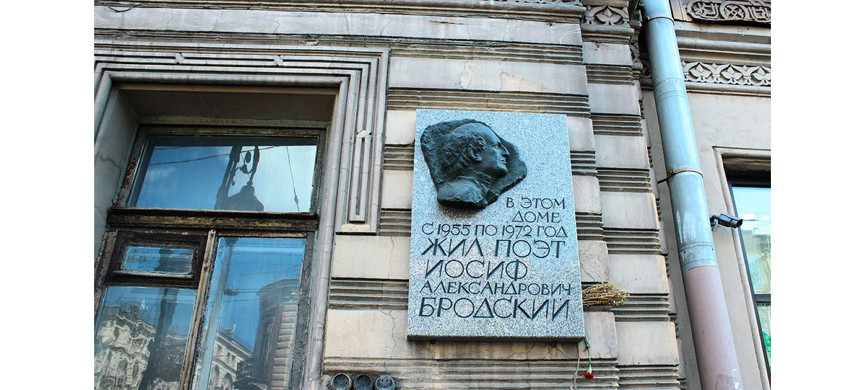 В ЭТОМ
ДОМЕ
С 1955 ПО 1972 ГОД
ЖИЛ ПОЭТ
ИОСИФ
АЛЕКСАНДРОВИЧ
БРОДСКИЙ